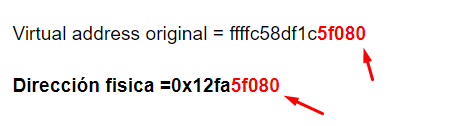 Virtual address original = ffffc58df1c5f080
Dirección fisica =0x12fa5f080